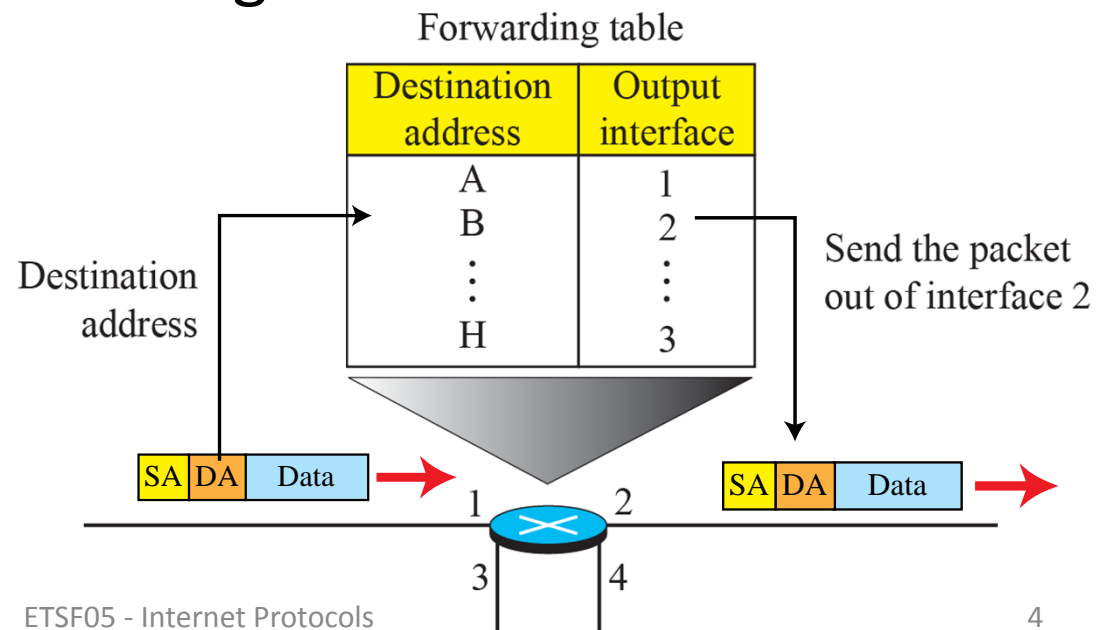 Forwarding table
Destination address
Output interface
A 1
B 2
⋮ ⋮
H 3
Destination address
Send the packet
out of interface 2
SA DA Data
SA DA Data
1 2
3 4
ETSF05 - Internet Protocols 4